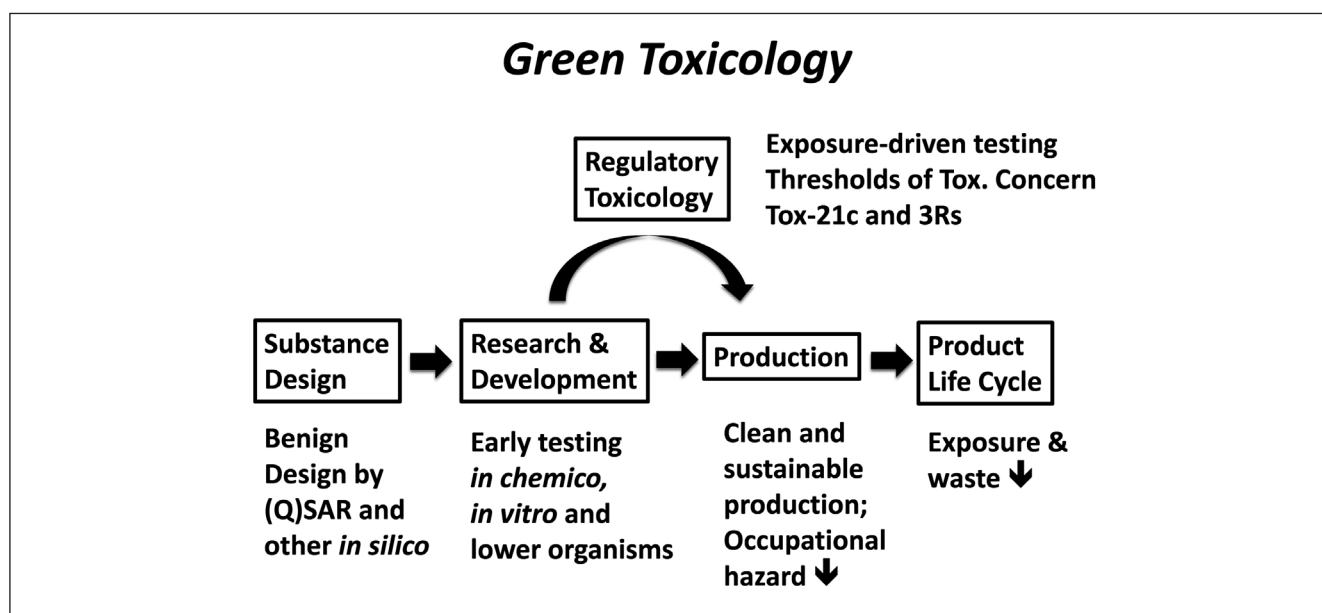 Green Toxicology
Regulatory
Toxicology
Exposure-driven testing
Thresholds of Tox. Concern
Tox-21c and 3Rs
Substance
Design
Research &
Development
Production
Product
Life Cycle
Benign
Design by
(Q)SAR and
other in silico
Early testing
in chemico,
in vitro and
lower organisms
Clean and
sustainable
production;
Occupational
hazard 🡫
Exposure &
waste 🡫